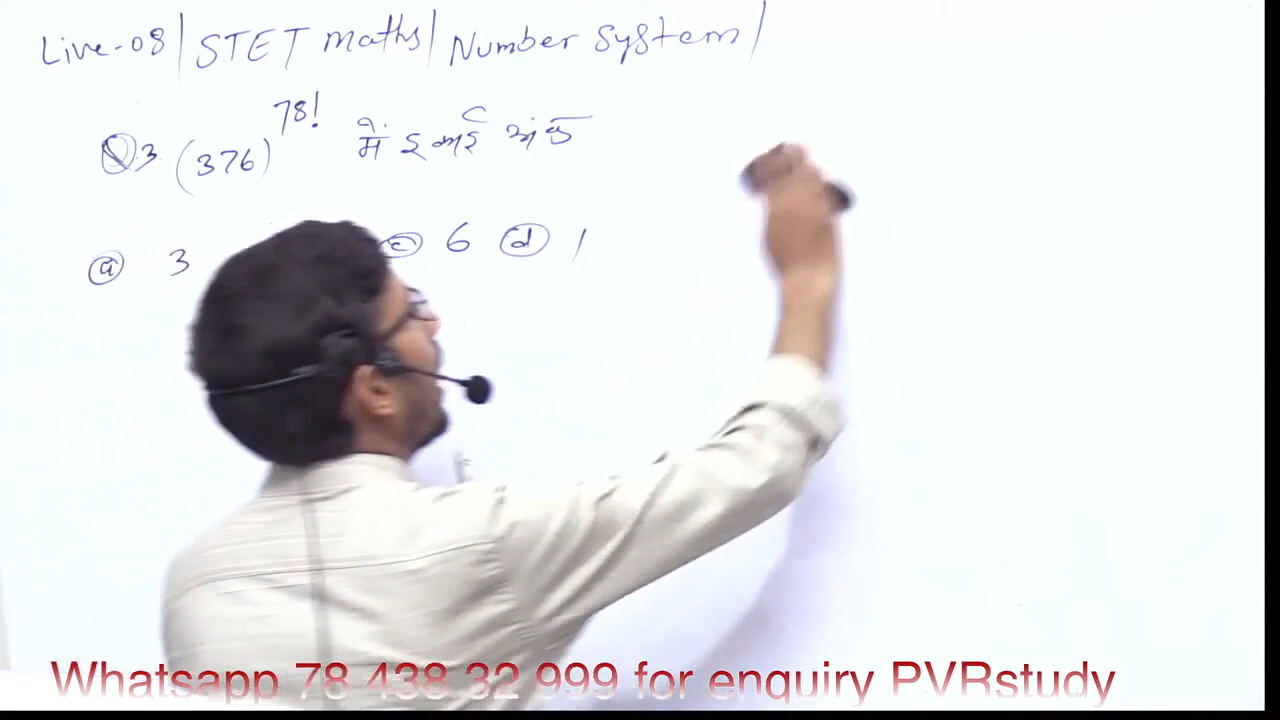 Live-08 | STET maths | Number System |
Q3 (376)^78! में इकाई अंक
(a) 3 (c) 6 (d) 1
Whatsapp 78 438 32 999 for enquiry PVRstudy